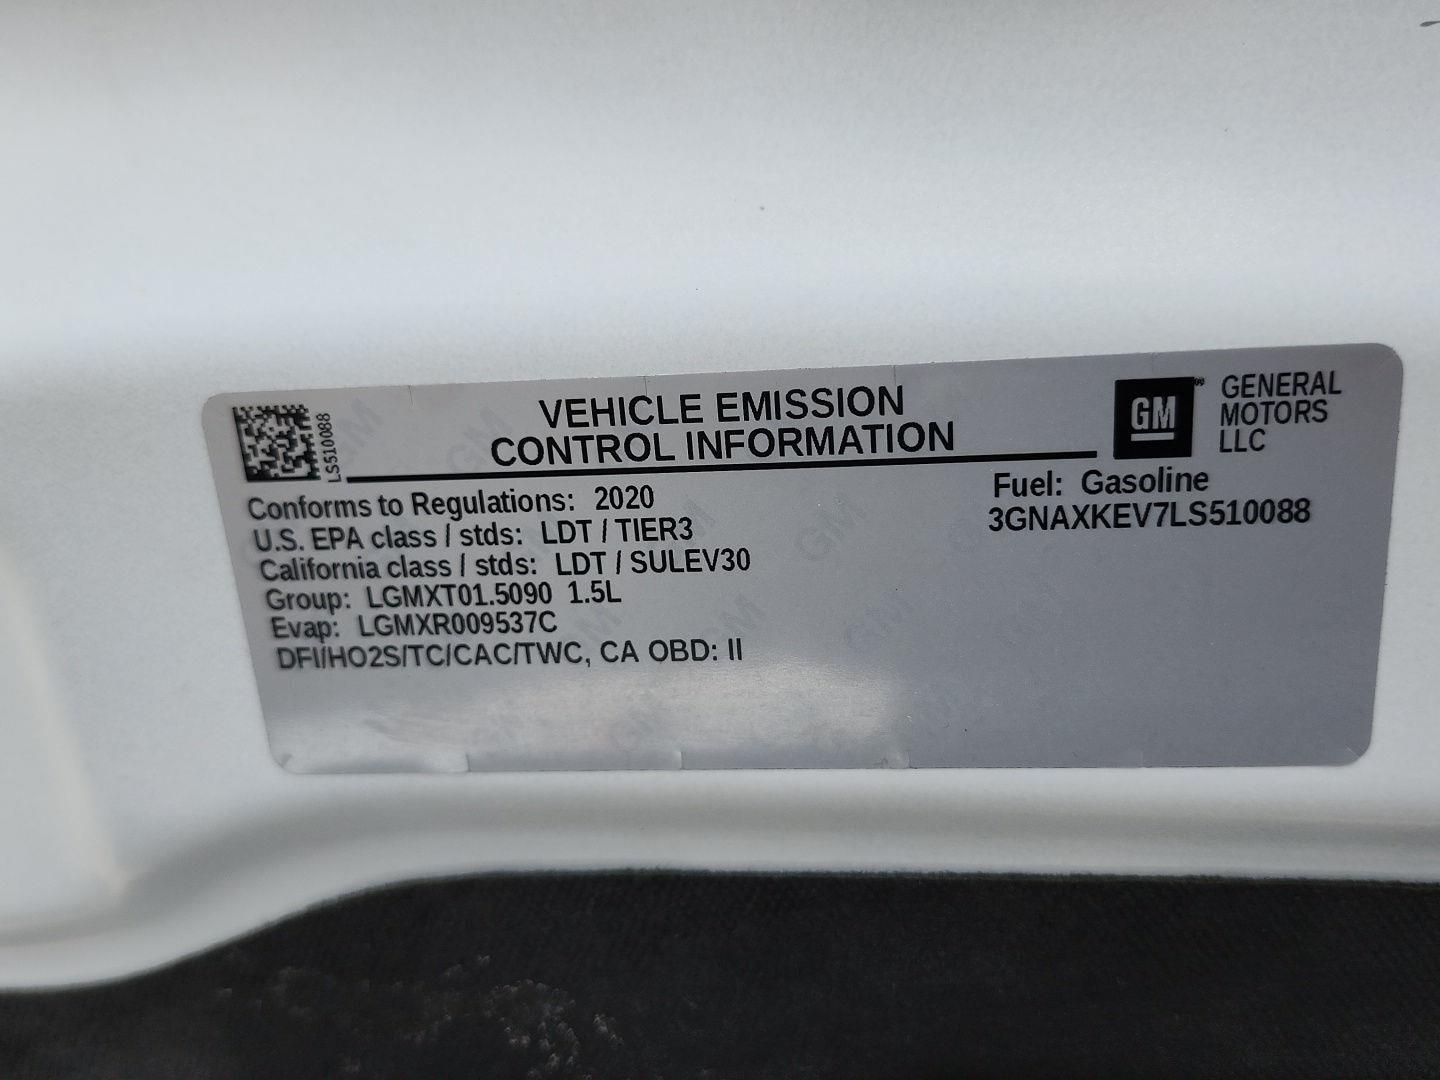 LS510088
VEHICLE EMISSION
CONTROL INFORMATION
GM
GENERAL
MOTORS
LLC
Conforms to Regulations: 2020
U.S. EPA class / stds: LDT / TIER3
California class / stds: LDT / SULEV30
Group: LGMXT01.5090 1.5L
Evap: LGMXR009537C
DFI/HO2S/TC/CAC/TWC, CA OBD: II
Fuel: Gasoline
3GNAXKEV7LS510088